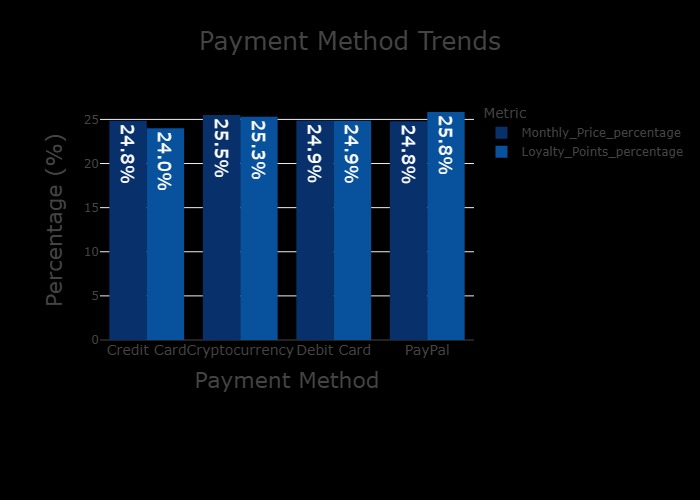 Payment Method Trends
Metric
Monthly_Price_percentage
Loyalty_Points_percentage
Percentage (%)
25
20
15
10
5
0
24.8%
24.0%
25.5%
25.3%
24.9%
24.9%
24.8%
25.8%
Credit Card
Cryptocurrency
Debit Card
PayPal
Payment Method